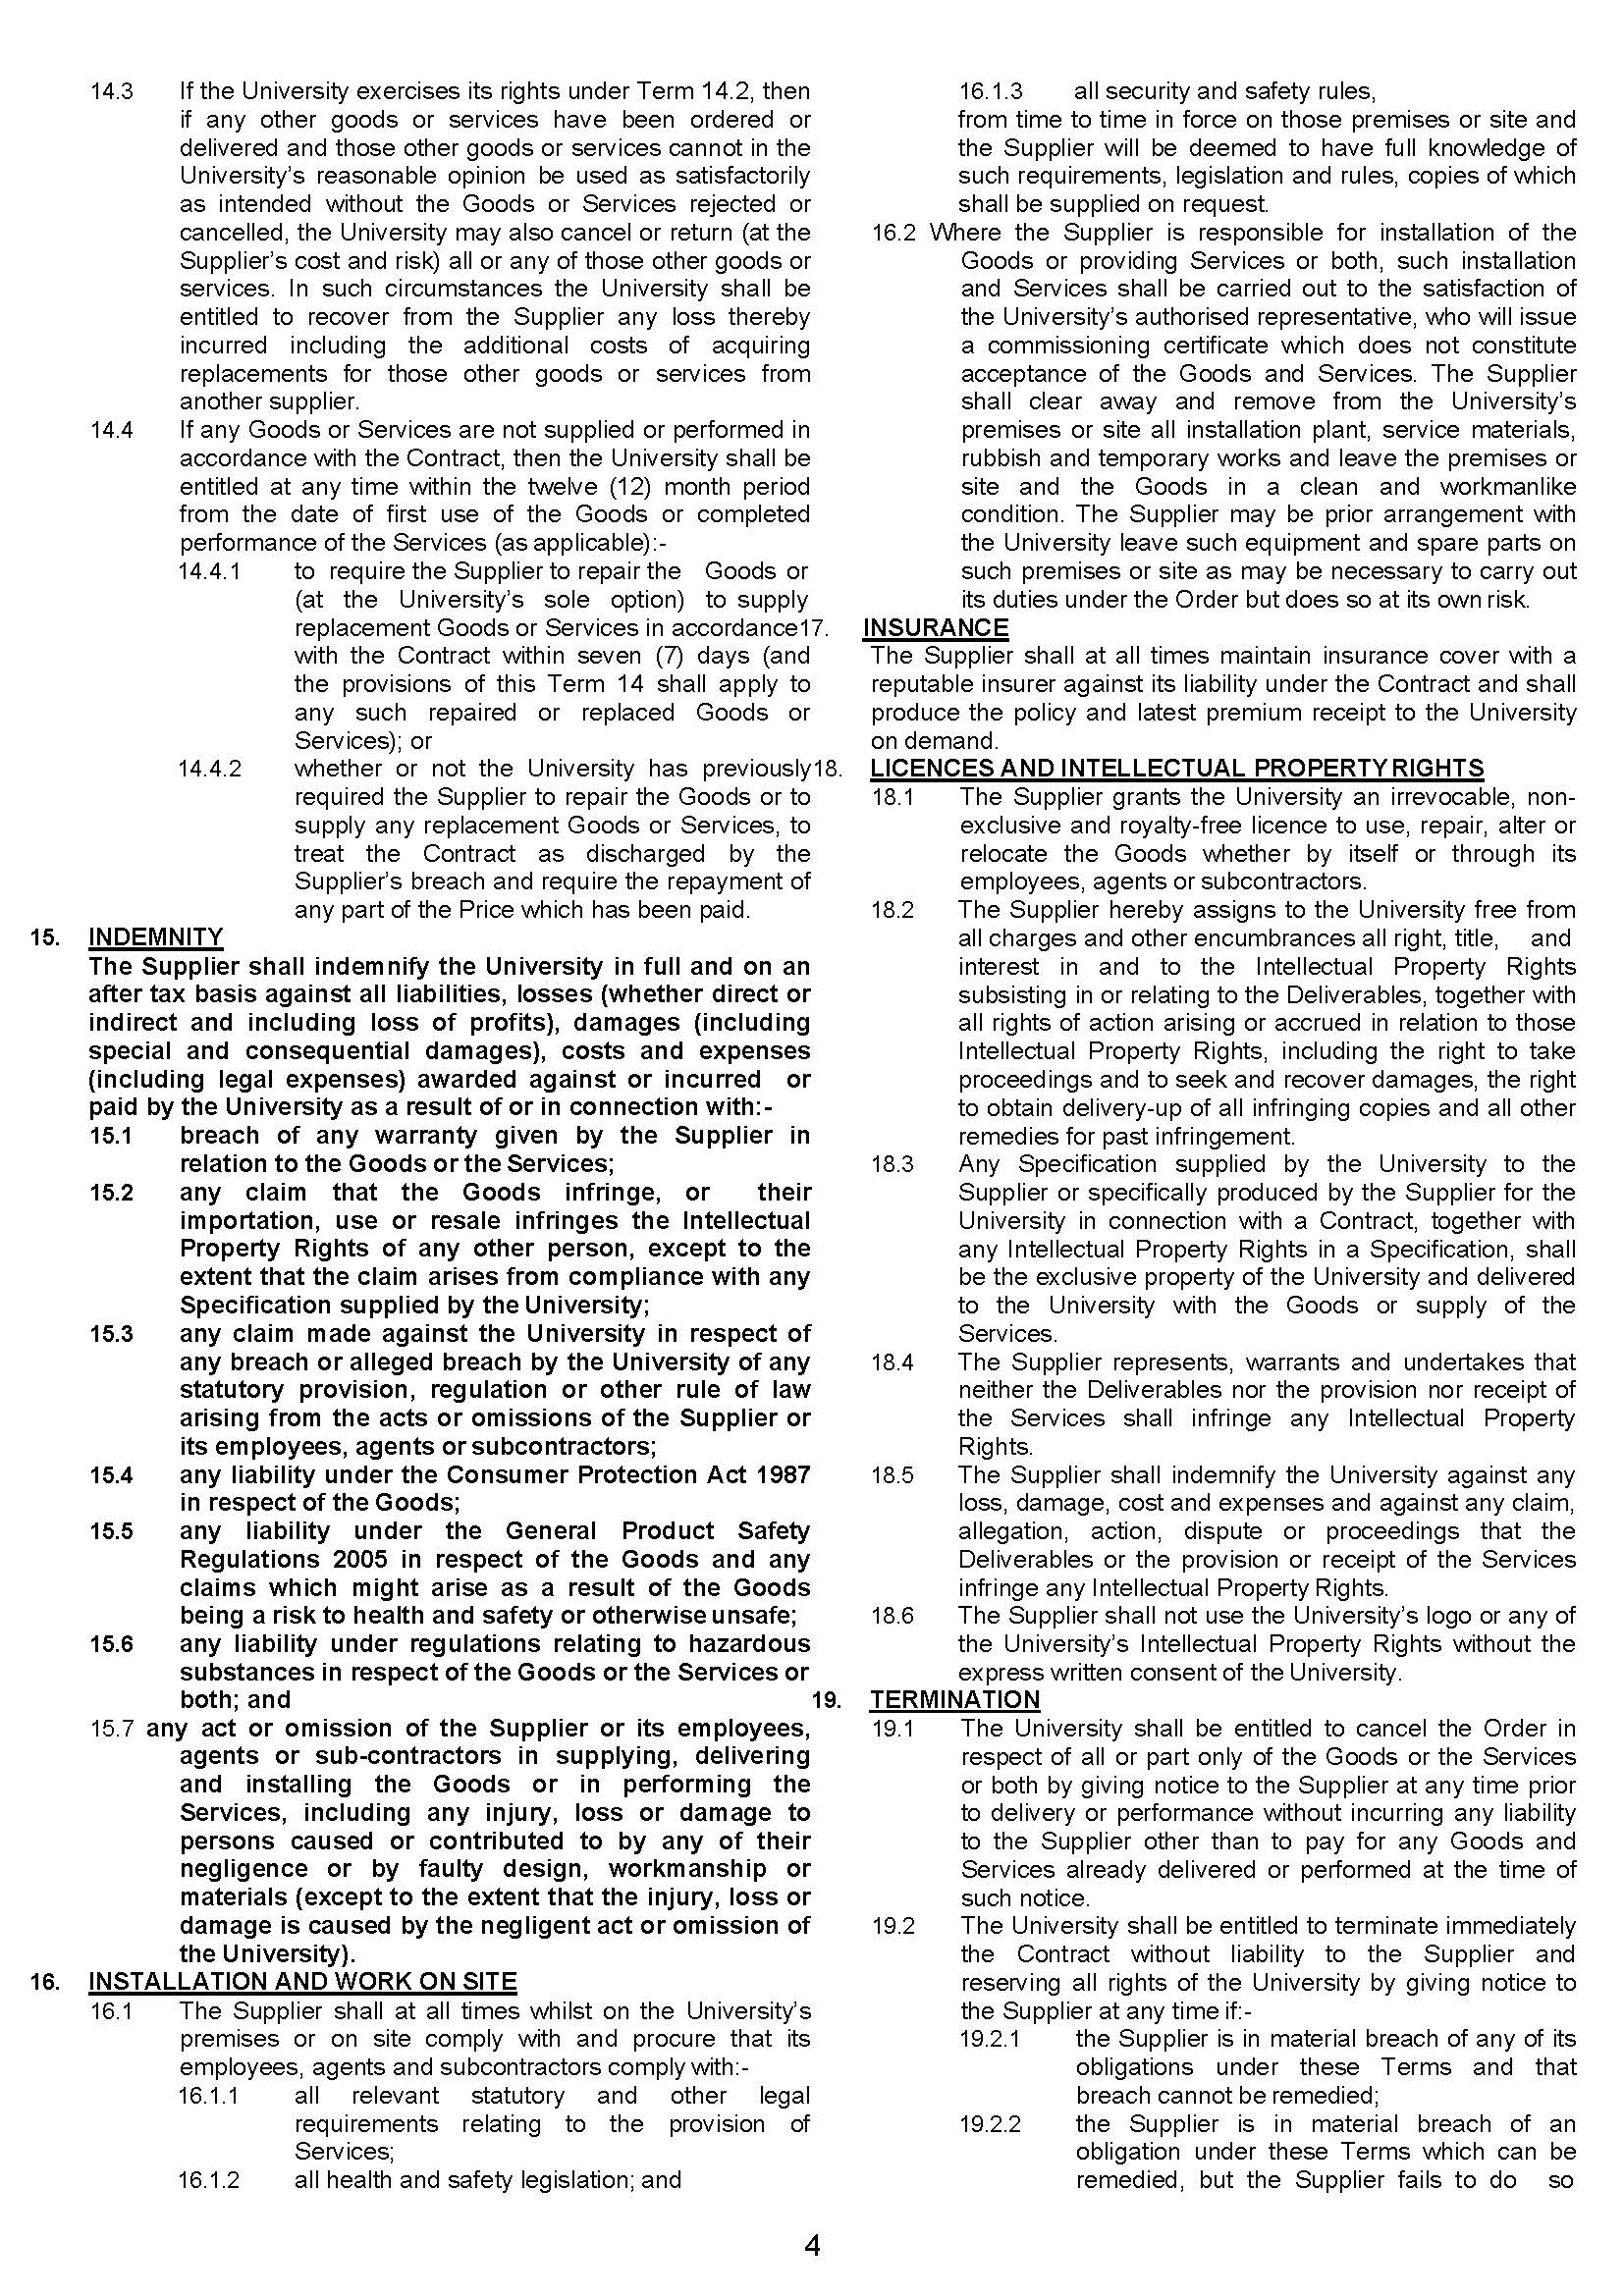 14.3 If the University exercises its rights under Term 14.2, then
if any other goods or services have been ordered or
delivered and those other goods or services cannot in the
University's reasonable opinion be used as satisfactorily
as intended without the Goods or Services rejected or
cancelled, the University may also cancel or return (at the
Supplier's cost and risk) all or any of those other goods or
services. In such circumstances the University shall be
entitled to recover from the Supplier any loss thereby
incurred including the additional costs of acquiring
replacements for those other goods or services from
another supplier.
14.4 If any Goods or Services are not supplied or performed in
accordance with the Contract, then the University shall be
entitled at any time within the twelve (12) month period
from the date of first use of the Goods or completed
performance of the Services (as applicable):-
14.4.1 to require the Supplier to repair the Goods or
(at the University's sole option) to supply
replacement Goods or Services in accordance
with the Contract within seven (7) days (and
the provisions of this Term 14 shall apply to
any such repaired or replaced Goods or
Services); or
14.4.2 whether or not the University has previously
required the Supplier to repair the Goods or to
supply any replacement Goods or Services, to
treat the Contract as discharged by the
Supplier's breach and require the repayment of
any part of the Price which has been paid.
15. INDEMNITY
The Supplier shall indemnify the University in full and on an
after tax basis against all liabilities, losses (whether direct or
indirect and including loss of profits), damages (including
special and consequential damages), costs and expenses
(including legal expenses) awarded against or incurred or
paid by the University as a result of or in connection with:-
15.1 breach of any warranty given by the Supplier in
relation to the Goods or the Services;
15.2 any claim that the Goods infringe, or their
importation, use or resale infringes the Intellectual
Property Rights of any other person, except to the
extent that the claim arises from compliance with any
Specification supplied by the University;
15.3 any claim made against the University in respect of
any breach or alleged breach by the University of any
statutory provision, regulation or other rule of law
arising from the acts or omissions of the Supplier or
its employees, agents or subcontractors;
15.4 any liability under the Consumer Protection Act 1987
in respect of the Goods;
15.5 any liability under the General Product Safety
Regulations 2005 in respect of the Goods and any
claims which might arise as a result of the Goods
being a risk to health and safety or otherwise unsafe;
15.6 any liability under regulations relating to hazardous
substances in respect of the Goods or the Services or
both; and
15.7 any act or omission of the Supplier or its employees,
agents or sub-contractors in supplying, delivering
and installing the Goods or in performing the
Services, including any injury, loss or damage to
persons caused or contributed to by any of their
negligence or by faulty design, workmanship or
materials (except to the extent that the injury, loss or
damage is caused by the negligent act or omission of
the University).
16. INSTALLATION AND WORK ON SITE
16.1 The Supplier shall at all times whilst on the University's
premises or on site comply with and procure that its
employees, agents and subcontractors comply with:-
16.1.1 all relevant statutory and other legal
requirements relating to the provision of
Services;
16.1.2 all health and safety legislation; and
16.1.3 all security and safety rules,
from time to time in force on those premises or site and
the Supplier will be deemed to have full knowledge of
such requirements, legislation and rules, copies of which
shall be supplied on request.
16.2 Where the Supplier is responsible for installation of the
Goods or providing Services or both, such installation
and Services shall be carried out to the satisfaction of
the University's authorised representative, who will issue
a commissioning certificate which does not constitute
acceptance of the Goods and Services. The Supplier
shall clear away and remove from the University's
premises or site all installation plant, service materials,
rubbish and temporary works and leave the premises or
site and the Goods in a clean and workmanlike
condition. The Supplier may be prior arrangement with
the University leave such equipment and spare parts on
such premises or site as may be necessary to carry out
its duties under the Order but does so at its own risk.
17. INSURANCE
The Supplier shall at all times maintain insurance cover with a
reputable insurer against its liability under the Contract and shall
produce the policy and latest premium receipt to the University
on demand.
18. LICENCES AND INTELLECTUAL PROPERTY RIGHTS
18.1 The Supplier grants the University an irrevocable, non-
exclusive and royalty-free licence to use, repair, alter or
relocate the Goods whether by itself or through its
employees, agents or subcontractors.
18.2 The Supplier hereby assigns to the University free from
all charges and other encumbrances all right, title, and
interest in and to the Intellectual Property Rights
subsisting in or relating to the Deliverables, together with
all rights of action arising or accrued in relation to those
Intellectual Property Rights, including the right to take
proceedings and to seek and recover damages, the right
to obtain delivery-up of all infringing copies and all other
remedies for past infringement.
18.3 Any Specification supplied by the University to the
Supplier or specifically produced by the Supplier for the
University in connection with a Contract, together with
any Intellectual Property Rights in a Specification, shall
be the exclusive property of the University and delivered
to the University with the Goods or supply of the
Services.
18.4 The Supplier represents, warrants and undertakes that
neither the Deliverables nor the provision nor receipt of
the Services shall infringe any Intellectual Property
Rights.
18.5 The Supplier shall indemnify the University against any
loss, damage, cost and expenses and against any claim,
allegation, action, dispute or proceedings that the
Deliverables or the provision or receipt of the Services
infringe any Intellectual Property Rights.
18.6 The Supplier shall not use the University's logo or any of
the University's Intellectual Property Rights without the
express written consent of the University.
19. TERMINATION
19.1 The University shall be entitled to cancel the Order in
respect of all or part only of the Goods or the Services
or both by giving notice to the Supplier at any time prior
to delivery or performance without incurring any liability
to the Supplier other than to pay for any Goods and
Services already delivered or performed at the time of
such notice.
19.2 The University shall be entitled to terminate immediately
the Contract without liability to the Supplier and
reserving all rights of the University by giving notice to
the Supplier at any time if:-
19.2.1 the Supplier is in material breach of any of its
obligations under these Terms and that
breach cannot be remedied;
19.2.2 the Supplier is in material breach of an
obligation under these Terms which can be
remedied, but the Supplier fails to do so
4